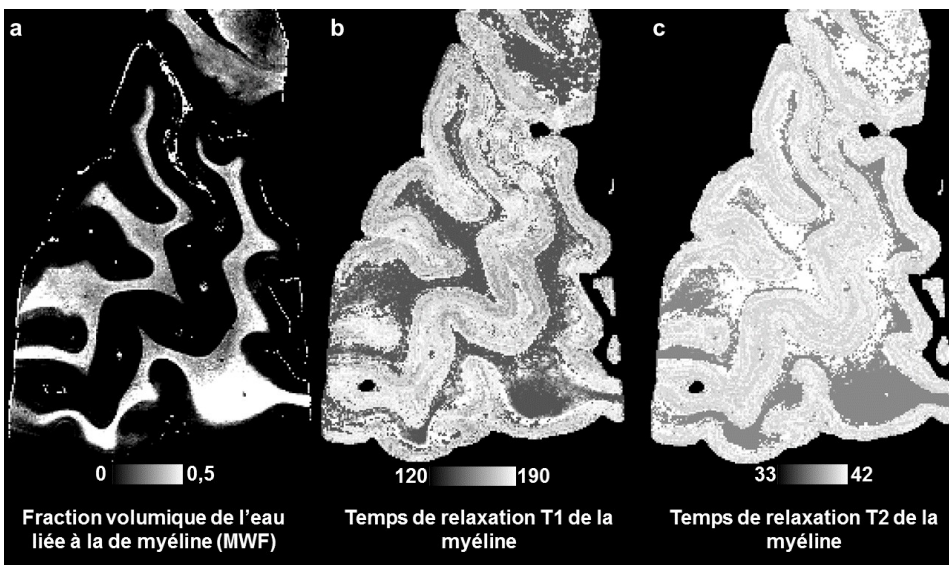 a
b
c
0 0,5
120 190
33 42
Fraction volumique de l'eau
liée à la de myéline (MWF)
Temps de relaxation T1 de la
myéline
Temps de relaxation T2 de la
myéline